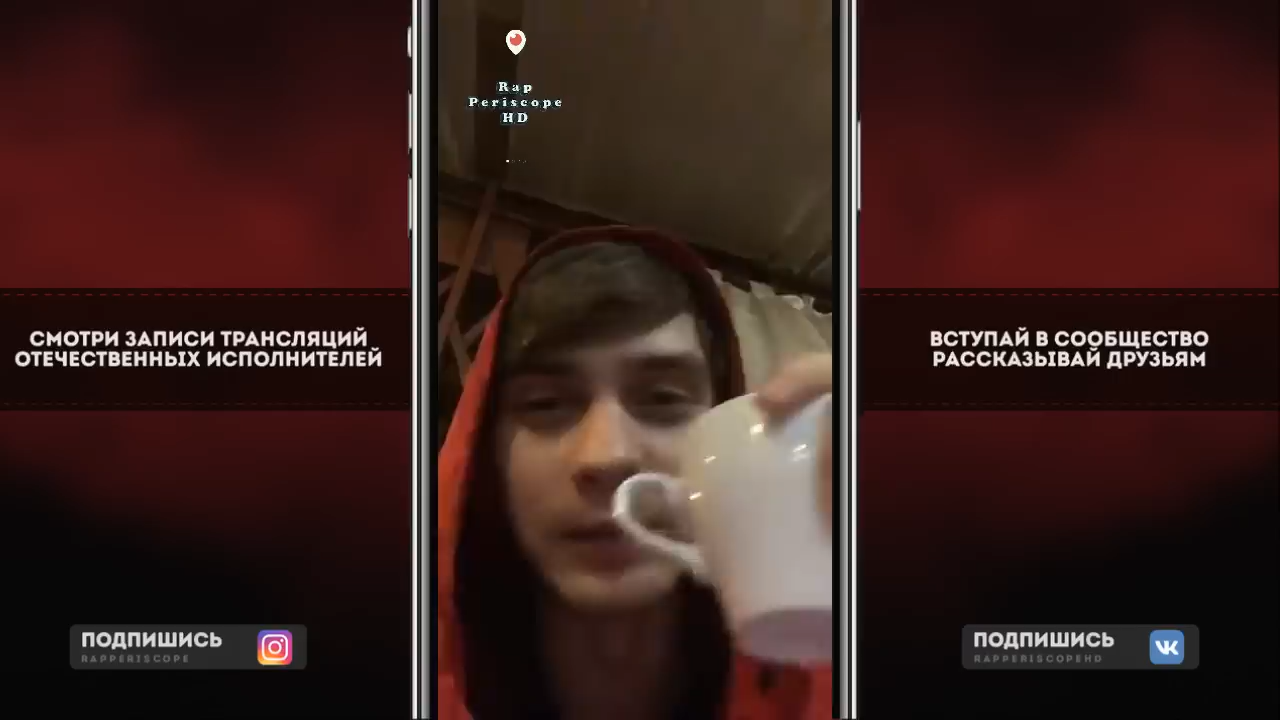 Rap
Periscope
HD
СМОТРИ ЗАПИСИ ТРАНСЛЯЦИЙ
ОТЕЧЕСТВЕННЫХ ИСПОЛНИТЕЛЕЙ
ВСТУПАЙ В СООБЩЕСТВО
РАССКАЗЫВАЙ ДРУЗЬЯМ
ПОДПИШИСЬ
RAPPERISCOPE
ПОДПИШИСЬ
RAPPERISCOPEHD